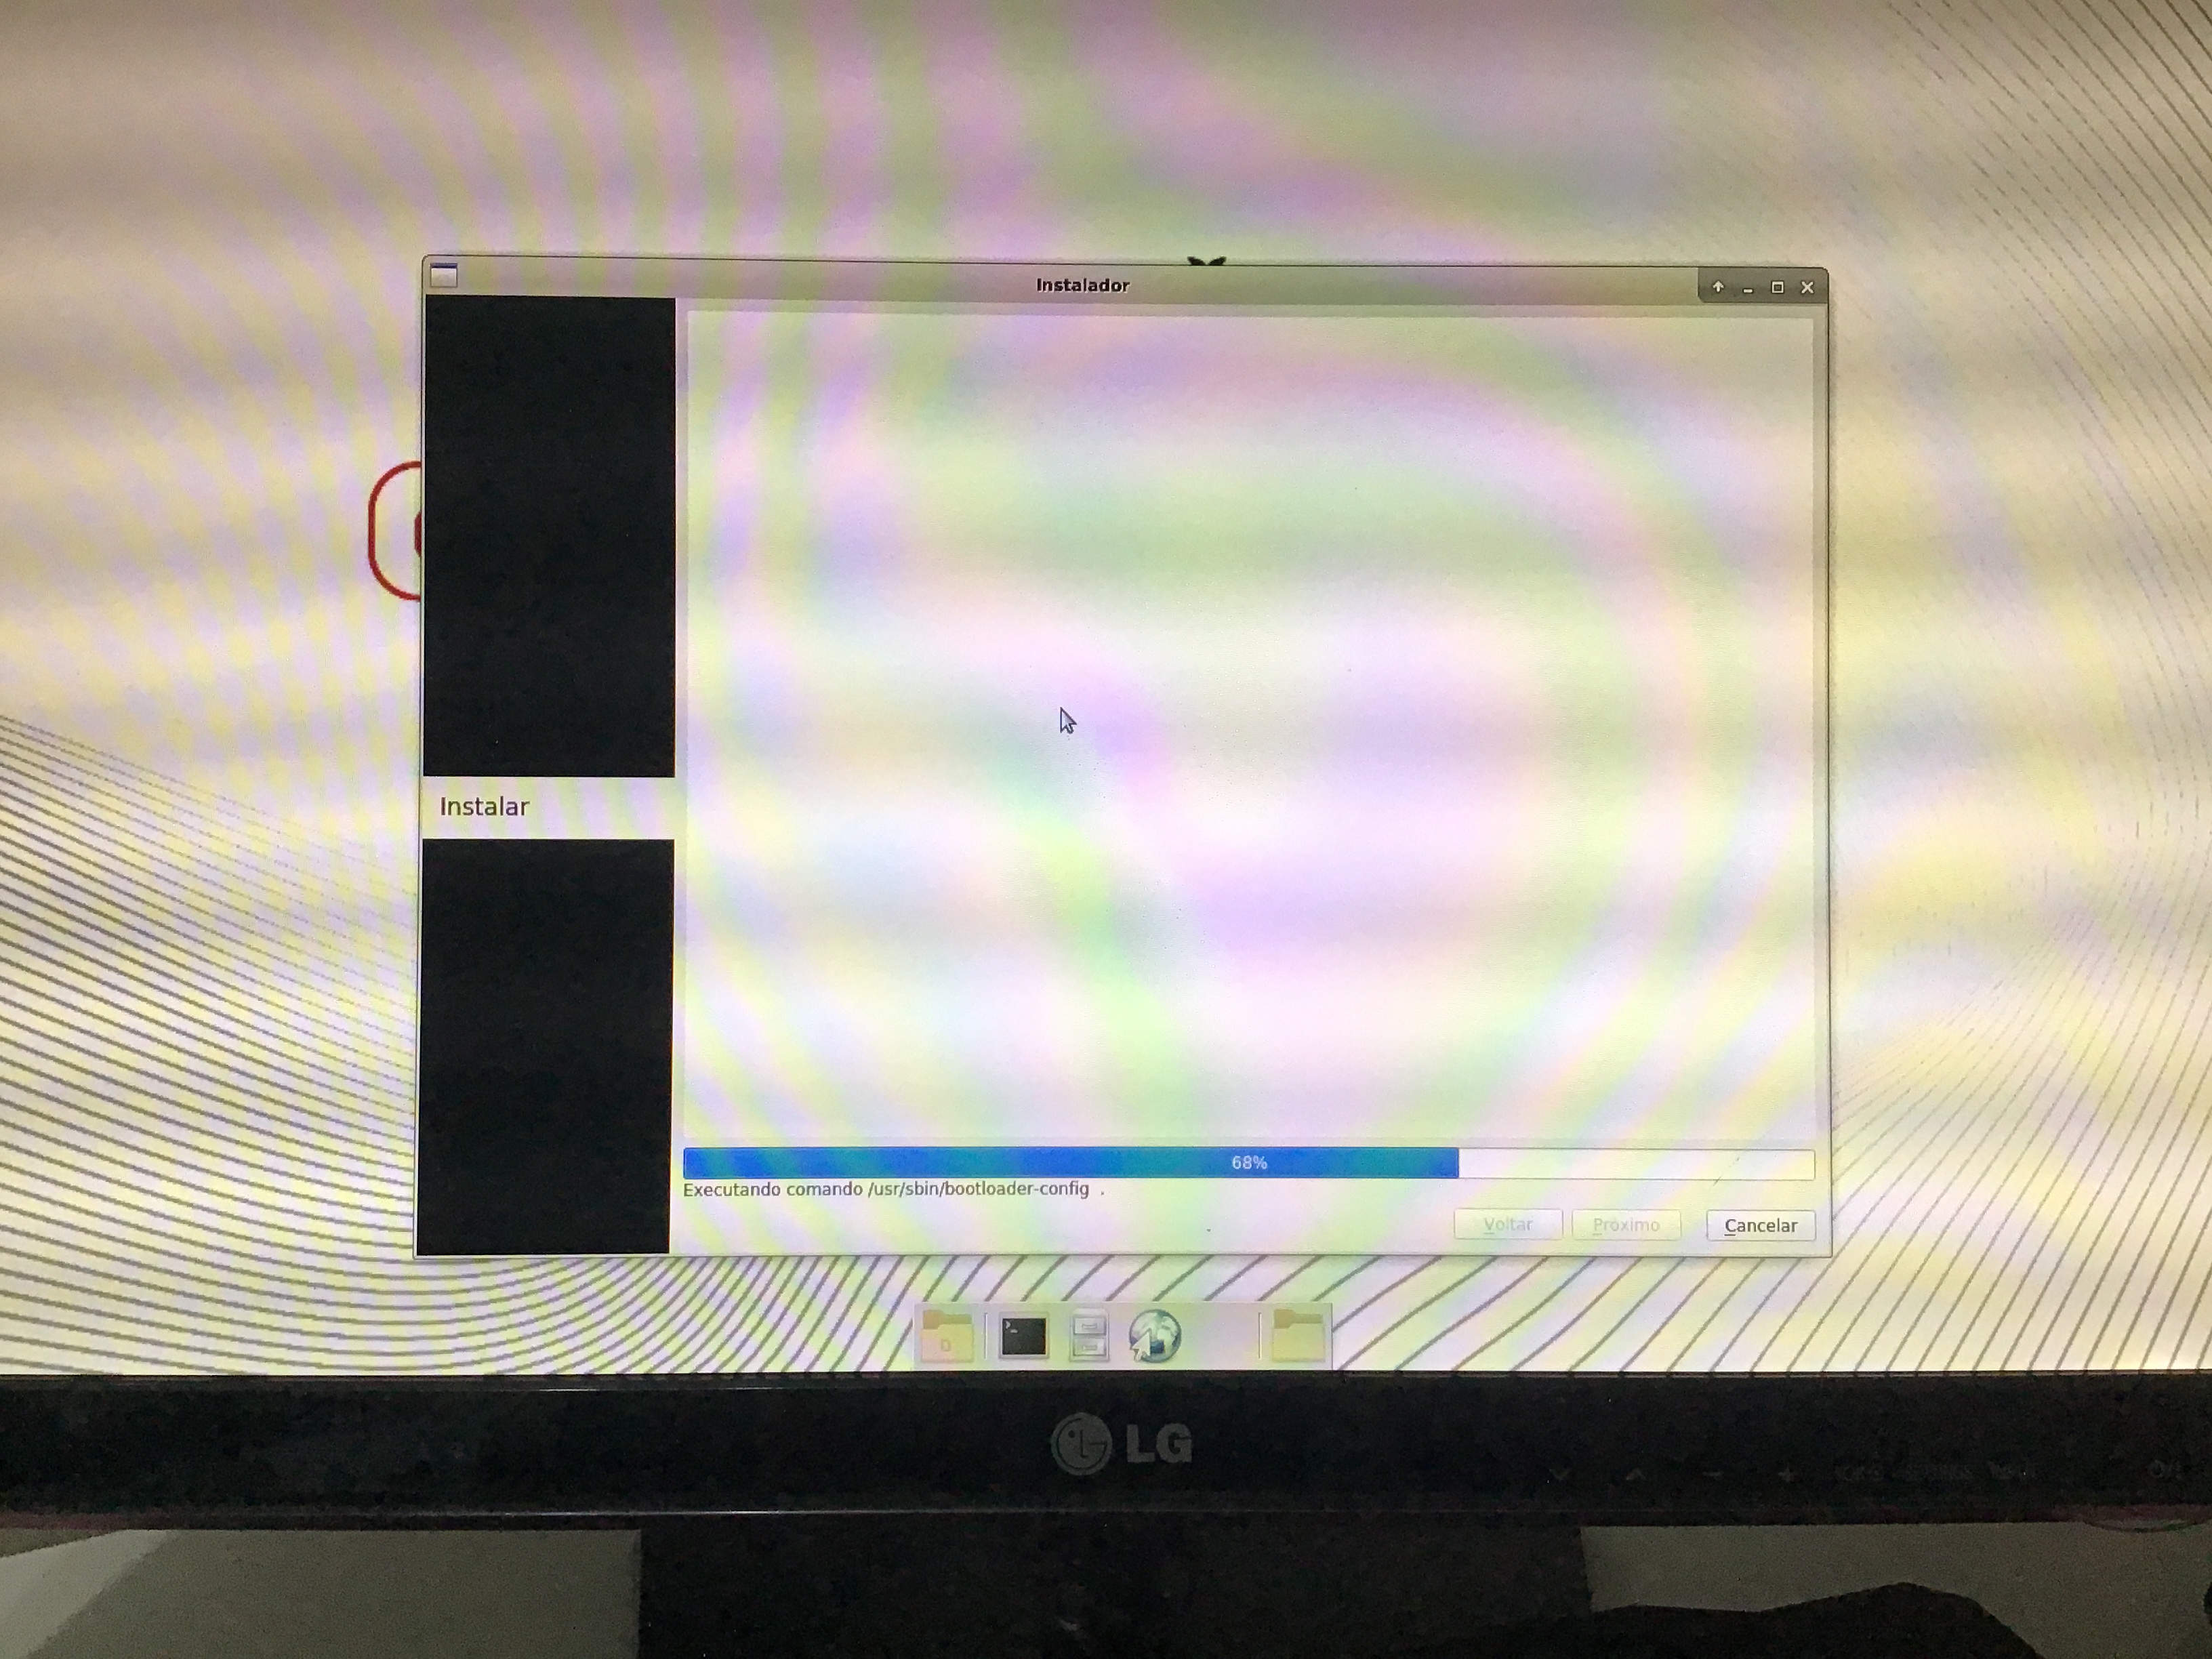 Instalador
Instalar
68%
Executando comando /usr/sbin/bootloader-config .
Voltar
Próximo
Cancelar
LG